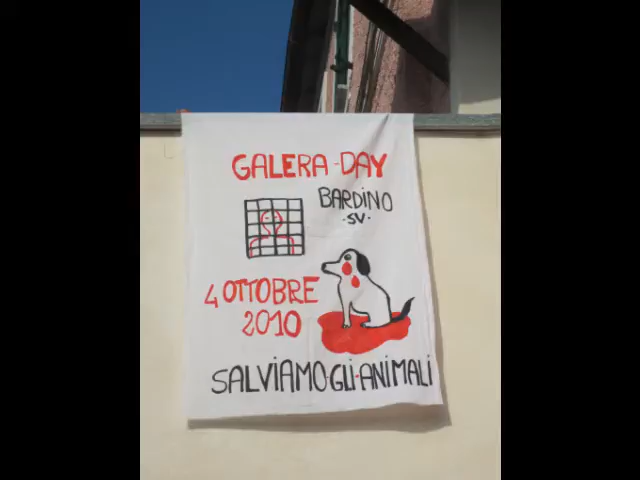 GALERA-DAY
BARDINO
·SV·
4 OTTOBRE
2010
SALVIAMO·GLI·ANIMALI